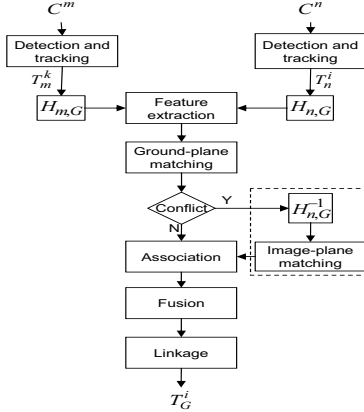 C^m C^n
Detection and tracking
Detection and tracking
T_m^k T_n^i
H_{m,G}
Feature extraction
H_{n,G}
Ground-plane matching
Conflict
Y
N
H_{n,G}^{-1}
Association
Image-plane matching
Fusion
Linkage
T_G^i